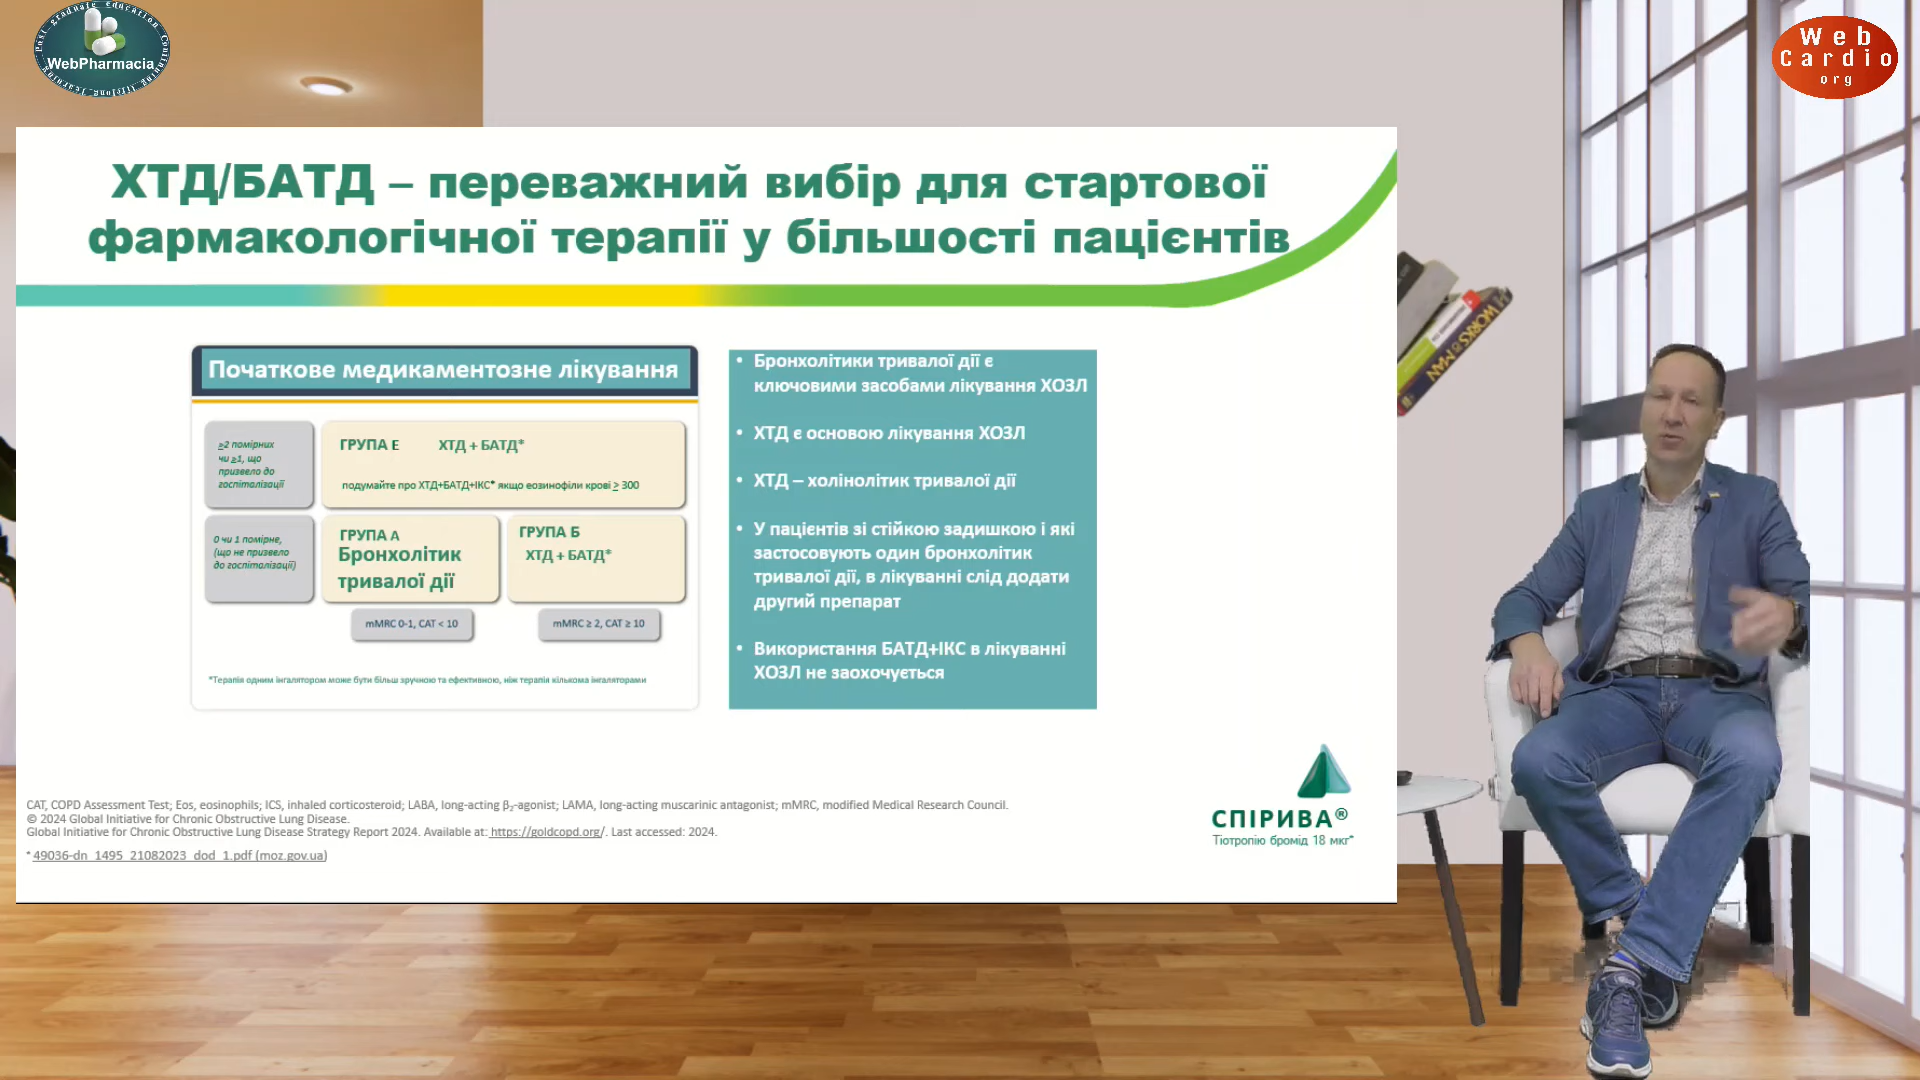 Post-graduate Education Continuing Lifelong Learning
WebPharmacia
Web
Cardio
org
ХТД/БАТД – переважний вибір для стартової
фармакологічної терапії у більшості пацієнтів
Початкове медикаментозне лікування
≥2 помірних
чи ≥1, що
призвело до
госпіталізації
ГРУПА Е ХТД + БАТД*
подумайте про ХТД+БАТД+ІКС* якщо еозинофіли крові ≥ 300
0 чи 1 помірне,
(що не призвело
до госпіталізації)
ГРУПА А
Бронхолітик
тривалої дії
ГРУПА Б
ХТД + БАТД*
mMRC 0-1, CAT < 10
mMRC ≥ 2, CAT ≥ 10
*Терапія одним інгалятором може бути більш зручною та ефективною, ніж терапія кількома інгаляторами
• Бронхолітики тривалої дії є
ключовими засобами лікування ХОЗЛ
• ХТД є основою лікування ХОЗЛ
• ХТД – холінолітик тривалої дії
• У пацієнтів зі стійкою задишкою і які
застосовують один бронхолітик
тривалої дії, в лікуванні слід додати
другий препарат
• Використання БАТД+ІКС в лікуванні
ХОЗЛ не заохочується
WORKS
MAN
СПІРИВА®
Тіотропію бромід 18 мкг*
CAT, COPD Assessment Test; Eos, eosinophils; ICS, inhaled corticosteroid; LABA, long-acting β₂-agonist; LAMA, long-acting muscarinic antagonist; mMRC, modified Medical Research Council.
© 2024 Global Initiative for Chronic Obstructive Lung Disease.
Global Initiative for Chronic Obstructive Lung Disease Strategy Report 2024. Available at: https://goldcopd.org/. Last accessed: 2024.
* 49036-dn_1495_21082023_dod_1.pdf (moz.gov.ua)